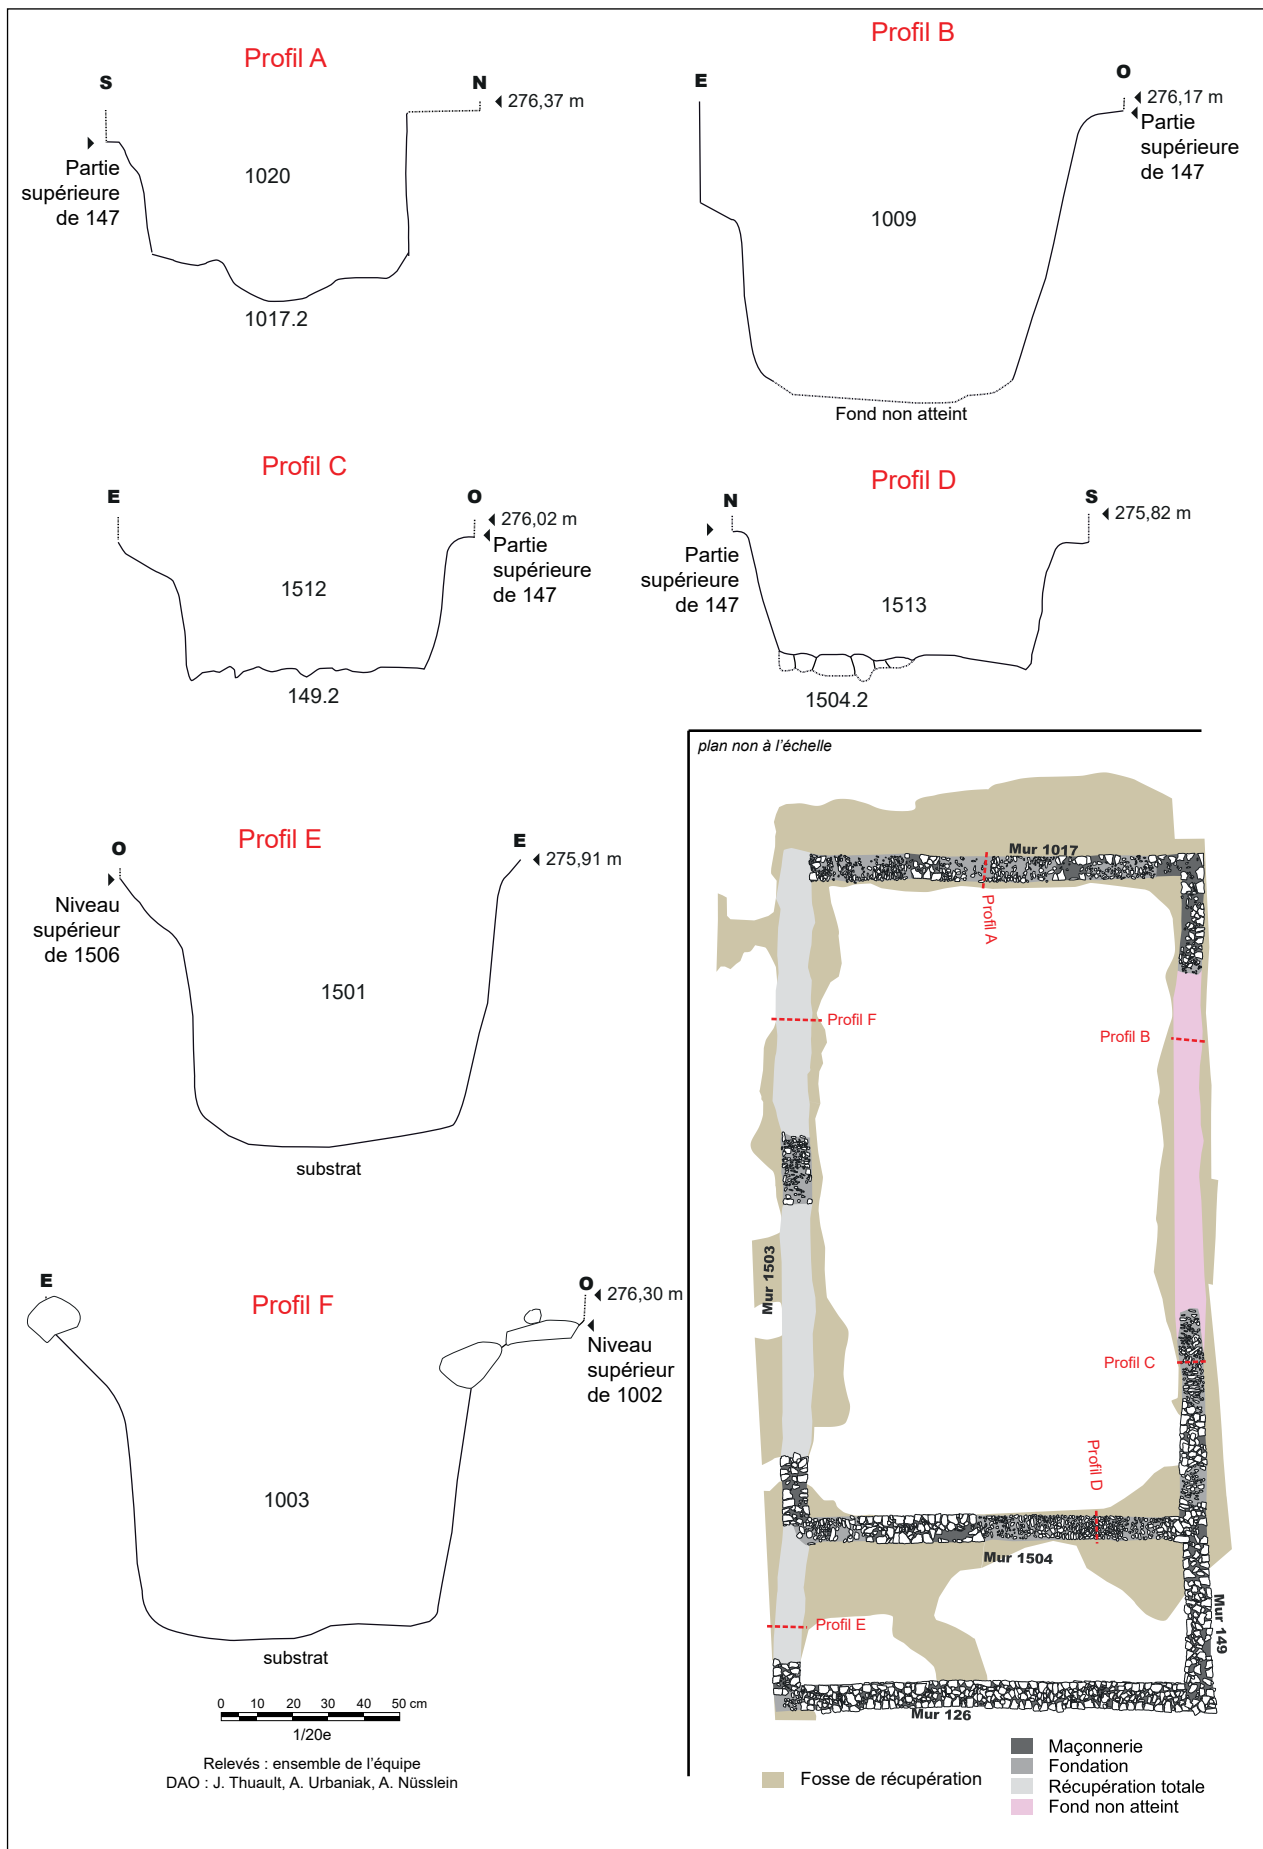 Profil A
S
N
276,37 m
Partie
supérieure
de 147
1020
1017.2
Profil B
E
O
276,17 m
Partie
supérieure
de 147
1009
Fond non atteint
Profil C
E
O
276,02 m
Partie
supérieure
de 147
1512
149.2
Profil D
N
S
275,82 m
Partie
supérieure
de 147
1513
1504.2
Profil E
O
E
275,91 m
Niveau
supérieur
de 1506
1501
substrat
Profil F
E
O
276,30 m
Niveau
supérieur
de 1002
1003
substrat
0 10 20 30 40 50 cm
1/20e
Relevés : ensemble de l'équipe
DAO : J. Thuault, A. Urbaniak, A. Nüsslein
plan non à l'échelle
Mur 1017
Profil A
Profil F
Profil B
Mur 1503
Profil C
Profil D
Mur 1504
Profil E
Mur 149
Mur 126
Fosse de récupération
Maçonnerie
Fondation
Récupération totale
Fond non atteint